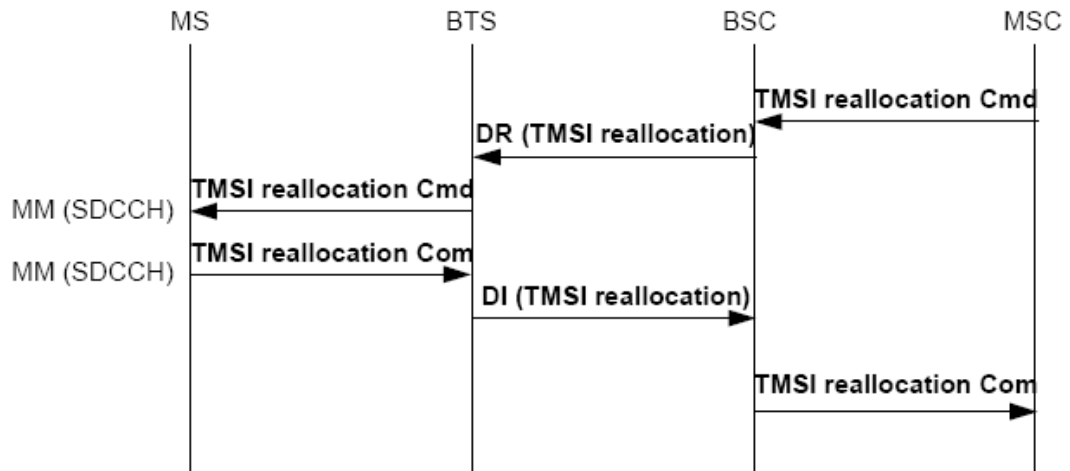 MS BTS BSC MSC
TMSI reallocation Cmd
DR (TMSI reallocation)
TMSI reallocation Cmd
MM (SDCCH)
TMSI reallocation Com
MM (SDCCH)
DI (TMSI reallocation)
TMSI reallocation Com